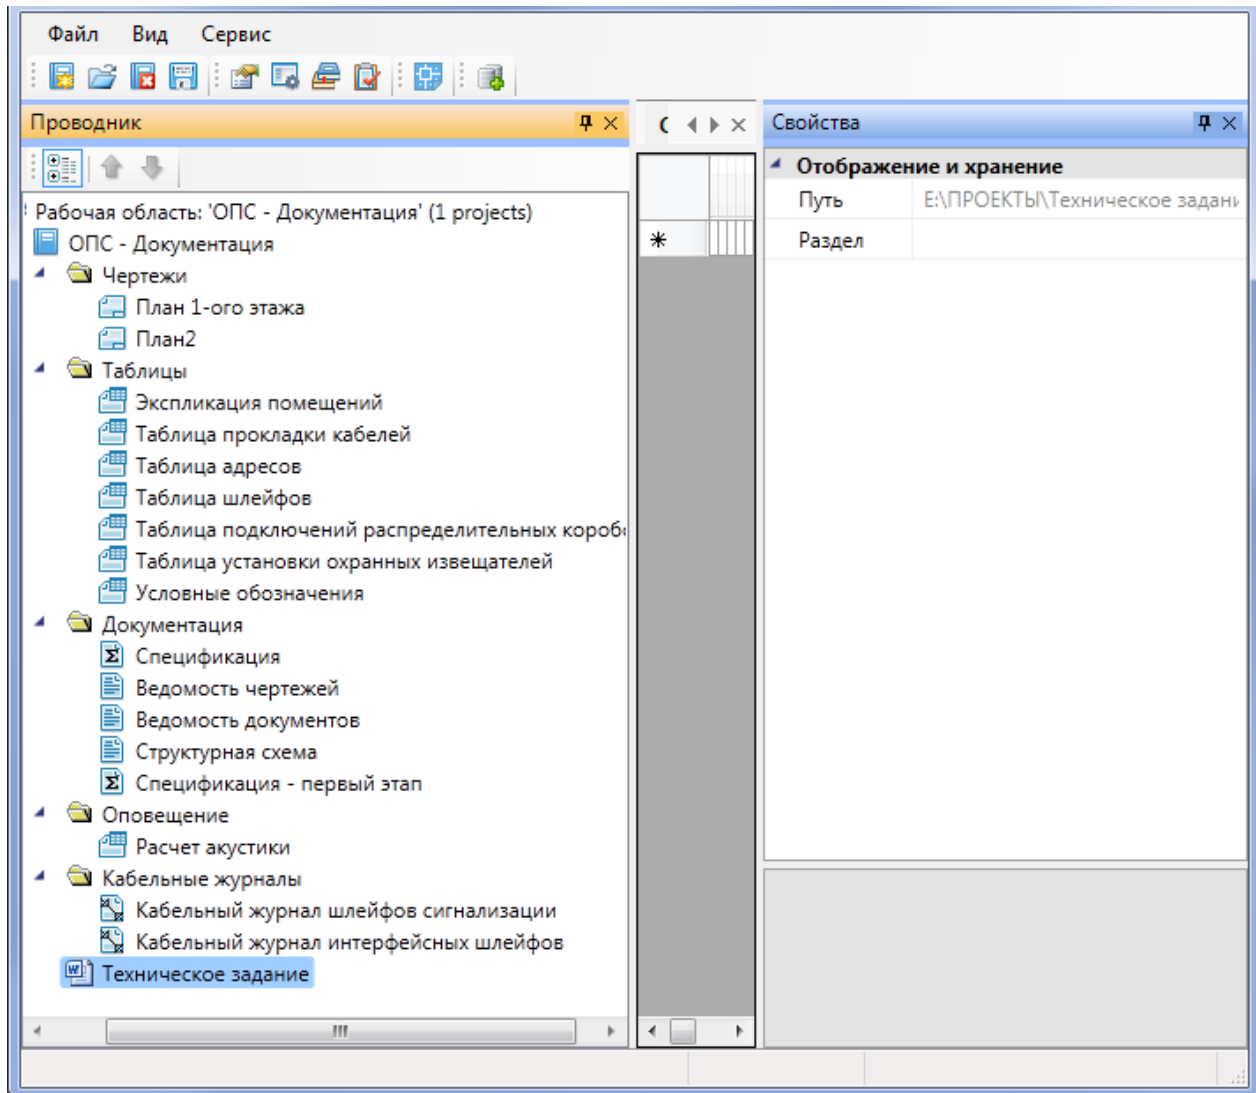 Файл Вид Сервис
Проводник
Свойства
Рабочая область: 'ОПС - Документация' (1 projects)
ОПС - Документация
Чертежи
План 1-ого этажа
План2
Таблицы
Экспликация помещений
Таблица прокладки кабелей
Таблица адресов
Таблица шлейфов
Таблица подключений распределительных коробо
Таблица установки охранных извещателей
Условные обозначения
Документация
Спецификация
Ведомость чертежей
Ведомость документов
Структурная схема
Спецификация - первый этап
Оповещение
Расчет акустики
Кабельные журналы
Кабельный журнал шлейфов сигнализации
Кабельный журнал интерфейсных шлейфов
Техническое задание
Отображение и хранение
Путь E:\ПРОЕКТЫ\Техническое задани
Раздел